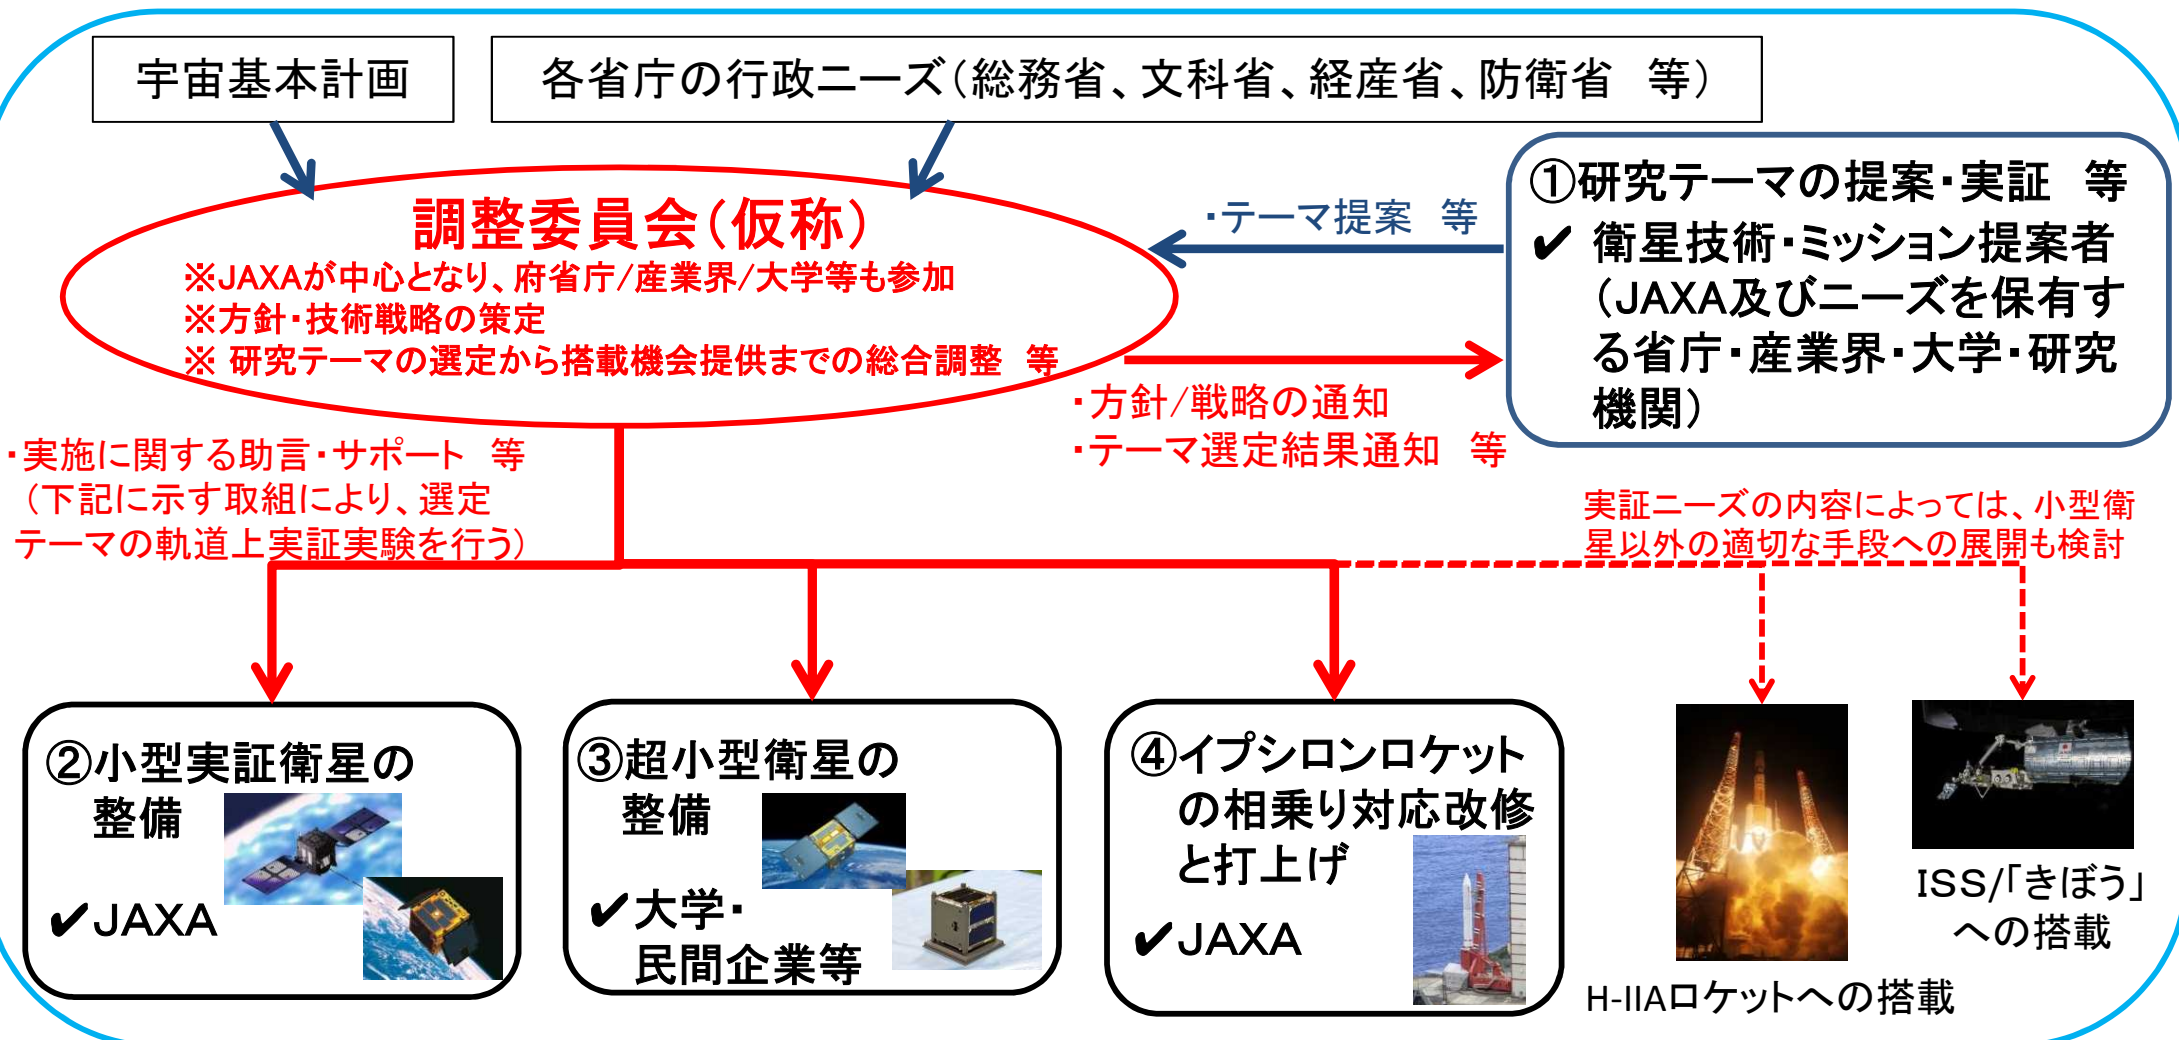 宇宙基本計画
各省庁の行政ニーズ(総務省、文科省、経産省、防衛省　等)
調整委員会(仮称)
※JAXAが中心となり、府省庁/産業界/大学等も参加
※方針・技術戦略の策定
※ 研究テーマの選定から搭載機会提供までの総合調整　等
・テーマ提案　等
①研究テーマの提案・実証　等
✔ 衛星技術・ミッション提案者
(JAXA及びニーズを保有す
る省庁・産業界・大学・研究
機関)
・方針/戦略の通知
・テーマ選定結果通知　等
・実施に関する助言・サポート　等
(下記に示す取組により、選定
テーマの軌道上実証実験を行う)
実証ニーズの内容によっては、小型衛
星以外の適切な手段への展開も検討
②小型実証衛星の
整備
✔JAXA
③超小型衛星の
整備
✔大学・
民間企業等
④イプシロンロケット
の相乗り対応改修
と打上げ
✔JAXA
H-IIAロケットへの搭載
ISS/「きぼう」
への搭載